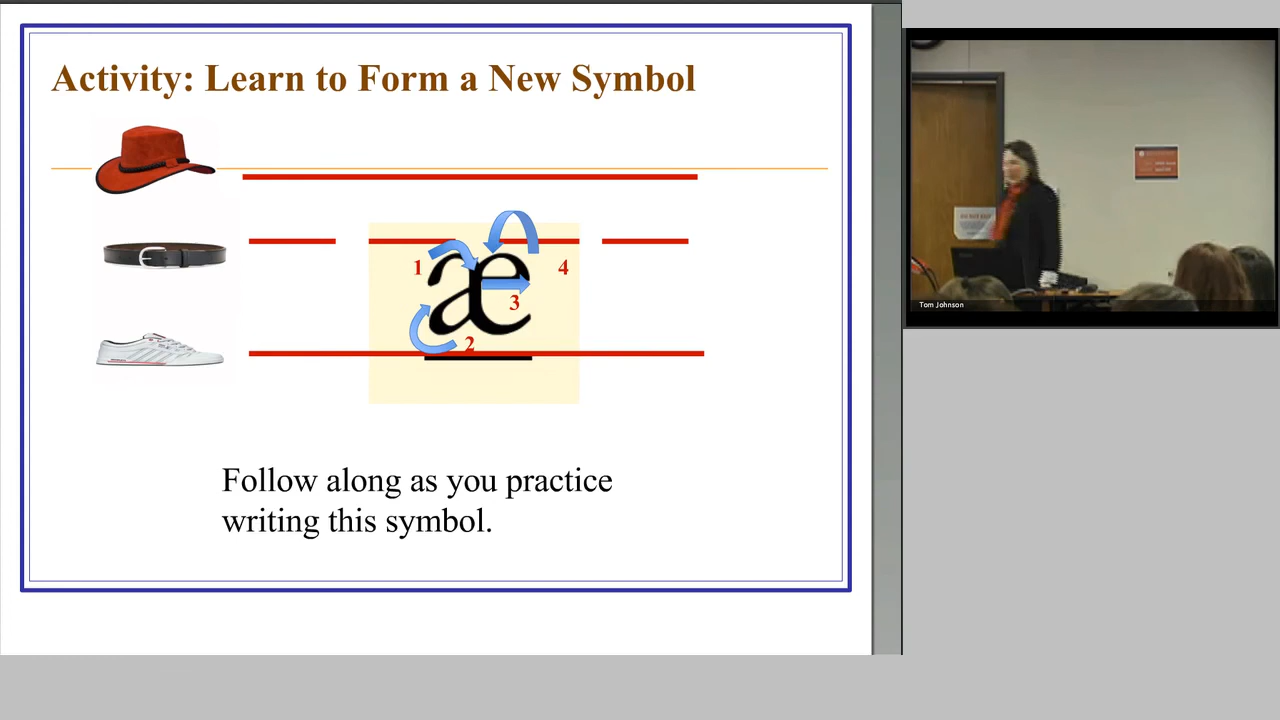 Activity: Learn to Form a New Symbol
æ
1
4
3
2
Follow along as you practice
writing this symbol.
Tom Johnson